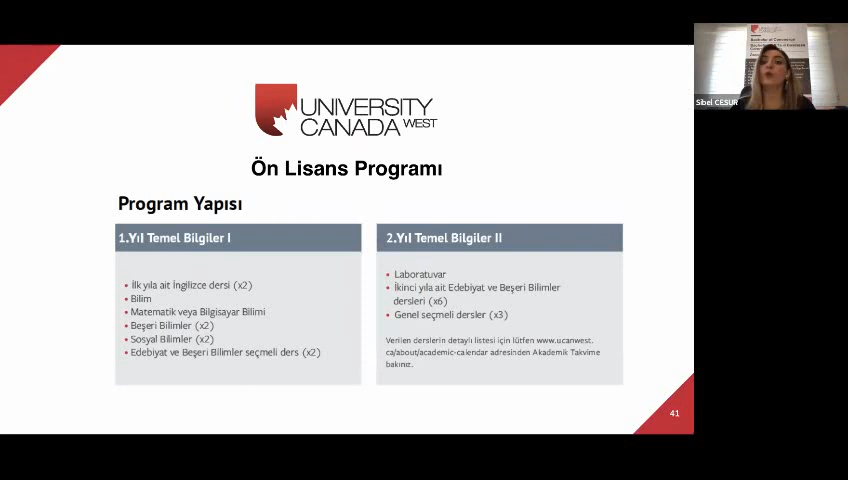 UNIVERSITY
CANADA WEST
Ön Lisans Programı
Program Yapısı
1.Yıl Temel Bilgiler I
• İlk yıla ait İngilizce dersi (x2)
• Bilim
• Matematik veya Bilgisayar Bilimi
• Beşeri Bilimler (x2)
• Sosyal Bilimler (x2)
• Edebiyat ve Beşeri Bilimler seçmeli ders (x2)
2.Yıl Temel Bilgiler II
• Laboratuvar
• İkinci yıla ait Edebiyat ve Beşeri Bilimler
dersleri (x6)
• Genel seçmeli dersler (x3)
Verilen derslerin detaylı listesi için lütfen www.ucanwest.
ca/about/academic-calendar adresinden Akademik Takvime
bakınız.
41
Bachelor of Commerce
Sibel CESUR